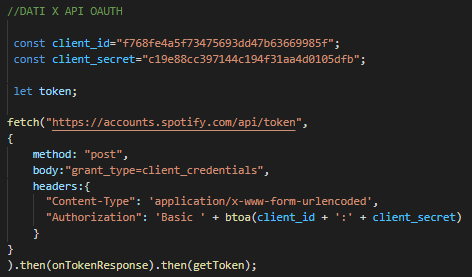 //DATI X API OAUTH
const client_id="f768fe4a5f73475693dd47b63669985f";
const client_secret="c19e88cc397144c194f31aa4d0105dfb";
let token;
fetch("https://accounts.spotify.com/api/token",
{
method: "post",
body:"grant_type=client_credentials",
headers:{
"Content-Type": 'application/x-www-form-urlencoded',
"Authorization": 'Basic ' + btoa(client_id + ':' + client_secret)
}
}
).then(onTokenResponse).then(getToken);